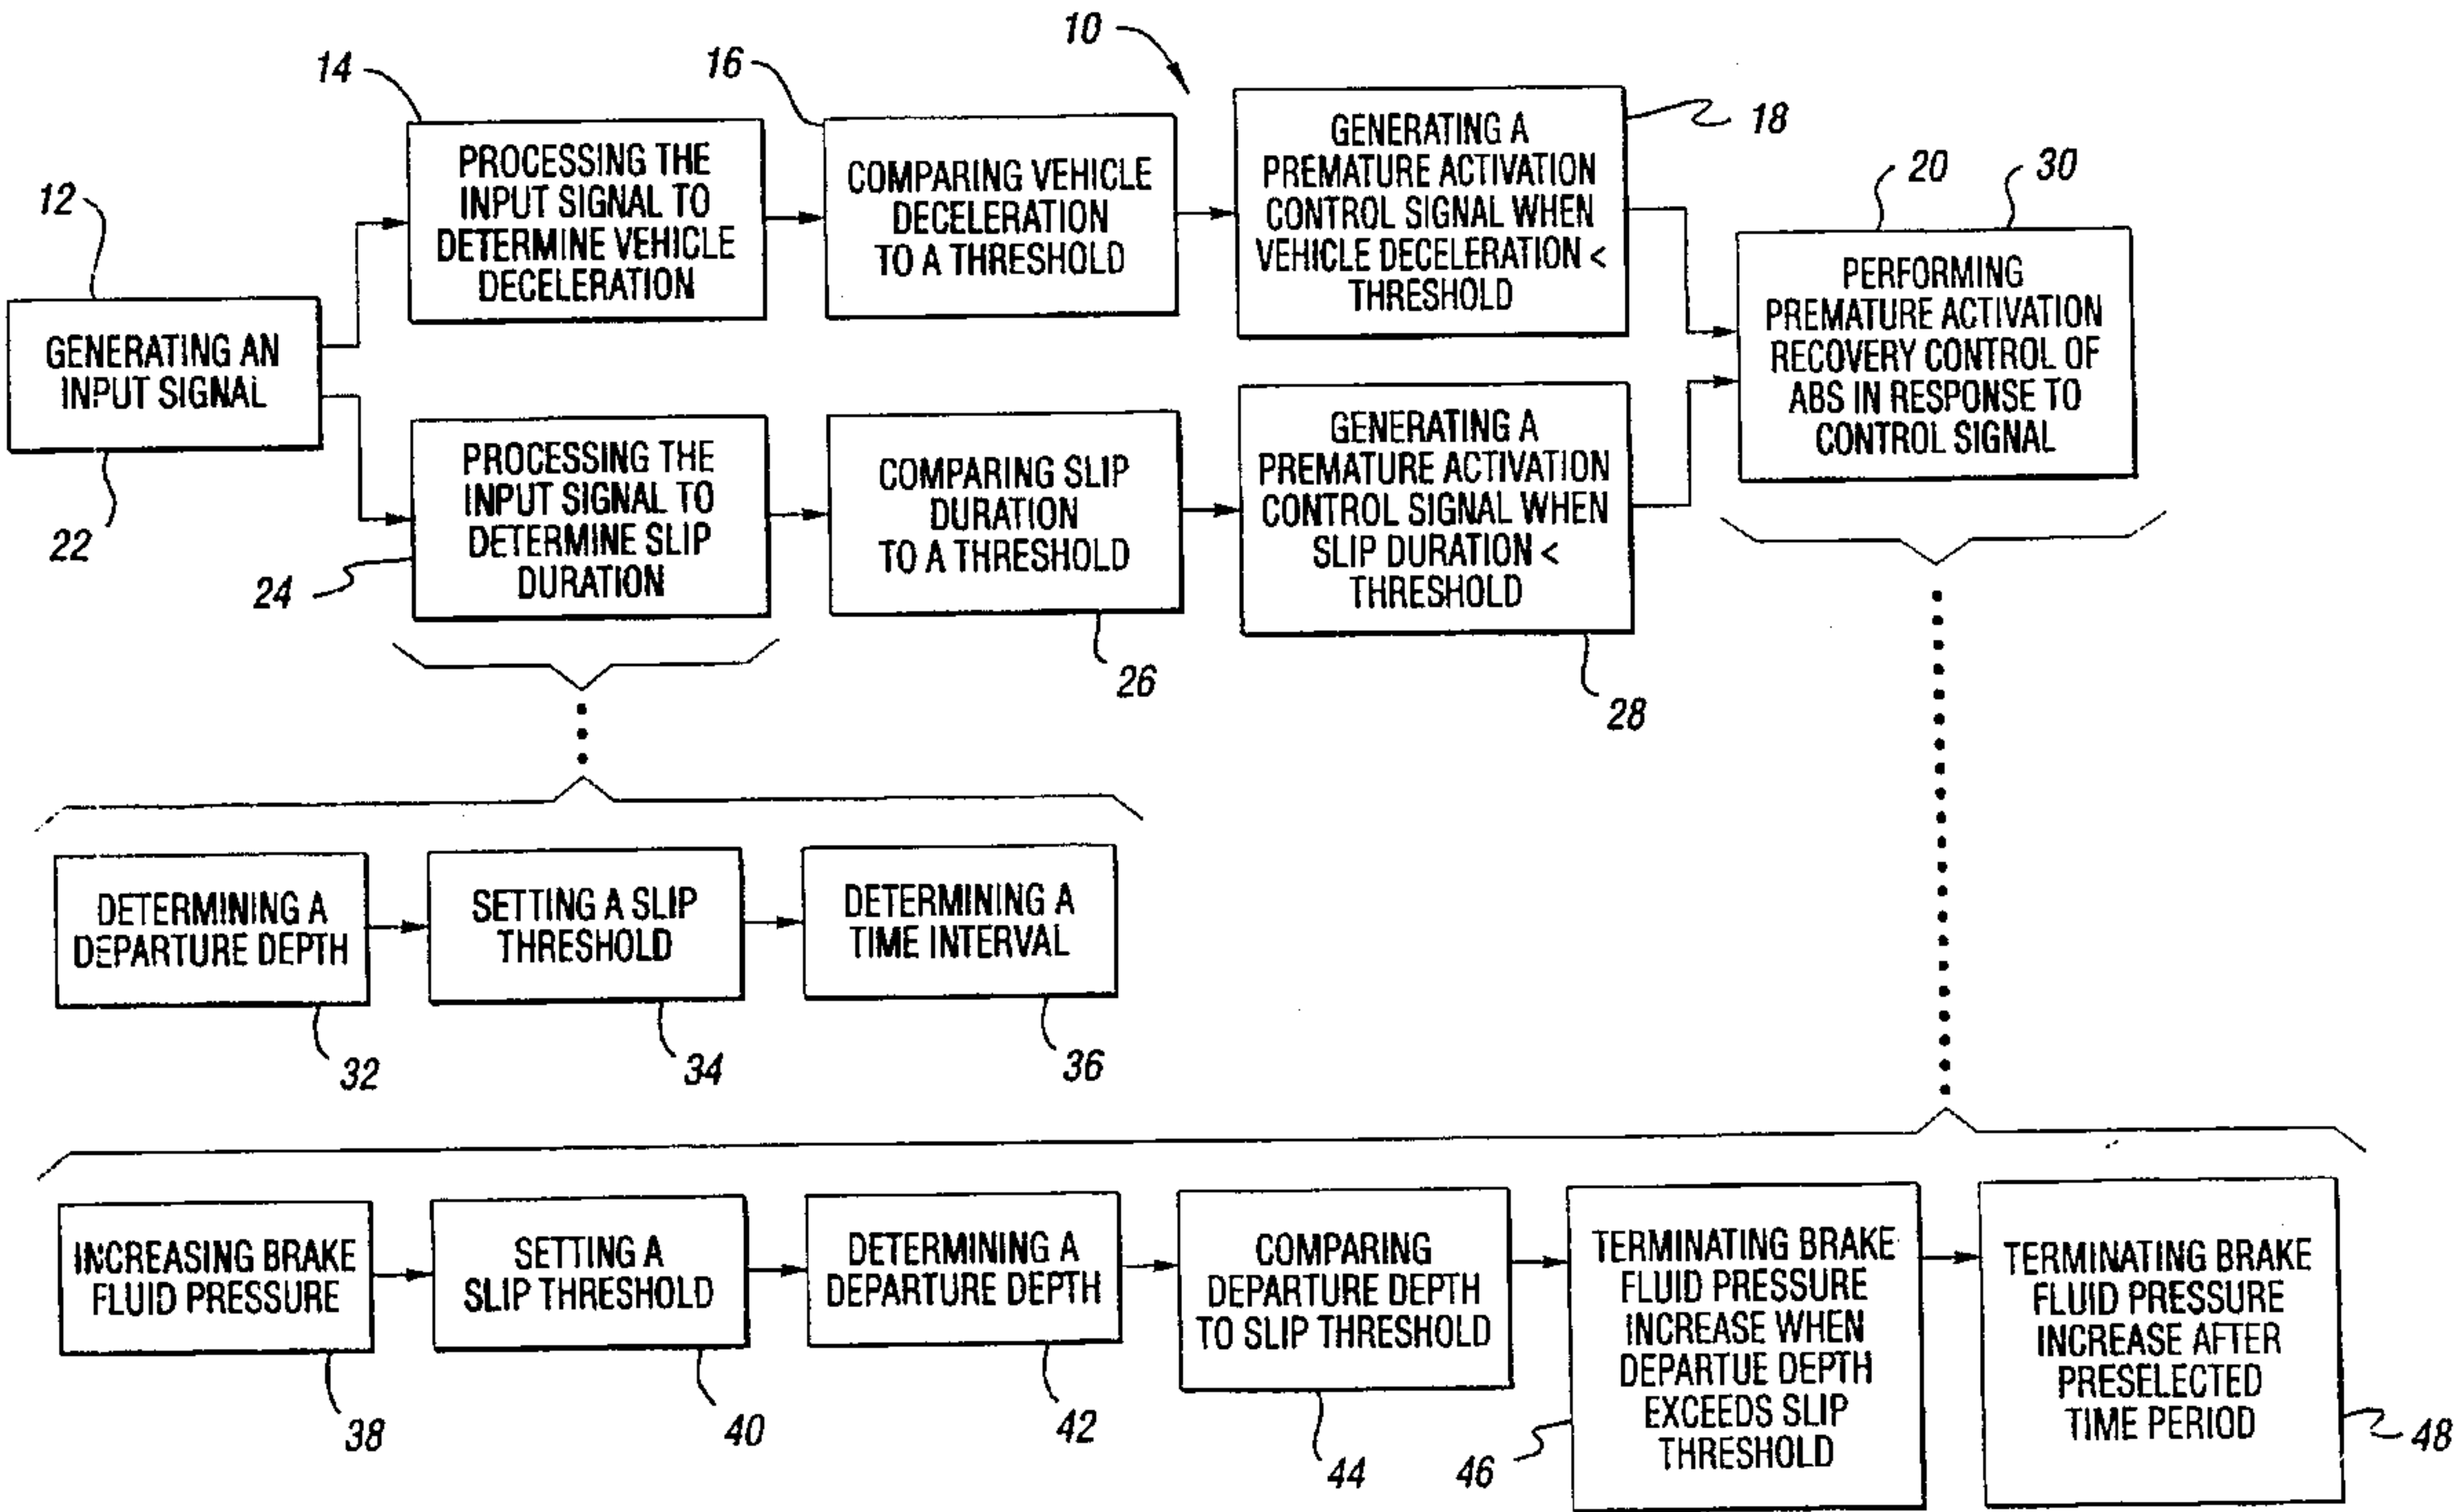 10
14
16
18
PROCESSING THE
INPUT SIGNAL TO
DETERMINE VEHICLE
DECELERATION
COMPARING VEHICLE
DECELERATION
TO A THRESHOLD
GENERATING A
PREMATURE ACTIVATION
CONTROL SIGNAL WHEN
VEHICLE DECELERATION <
THRESHOLD
12
20
30
GENERATING AN
INPUT SIGNAL
PERFORMING
PREMATURE ACTIVATION
RECOVERY CONTROL OF
ABS IN RESPONSE TO
CONTROL SIGNAL
22
24
PROCESSING THE
INPUT SIGNAL TO
DETERMINE SLIP
DURATION
COMPARING SLIP
DURATION
TO A THRESHOLD
26
GENERATING A
PREMATURE ACTIVATION
CONTROL SIGNAL WHEN
SLIP DURATION <
THRESHOLD
28
DETERMINING A
DEPARTURE DEPTH
32
SETTING A SLIP
THRESHOLD
34
DETERMINING A
TIME INTERVAL
36
INCREASING BRAKE
FLUID PRESSURE
38
SETTING A
SLIP THRESHOLD
40
DETERMINING A
DEPARTURE DEPTH
42
COMPARING
DEPARTURE DEPTH
TO SLIP THRESHOLD
44
TERMINATING BRAKE
FLUID PRESSURE
INCREASE WHEN
DEPARTUE DEPTH
EXCEEDS SLIP
THRESHOLD
46
TERMINATING BRAKE
FLUID PRESSURE
INCREASE AFTER
PRESELECTED
TIME PERIOD
48